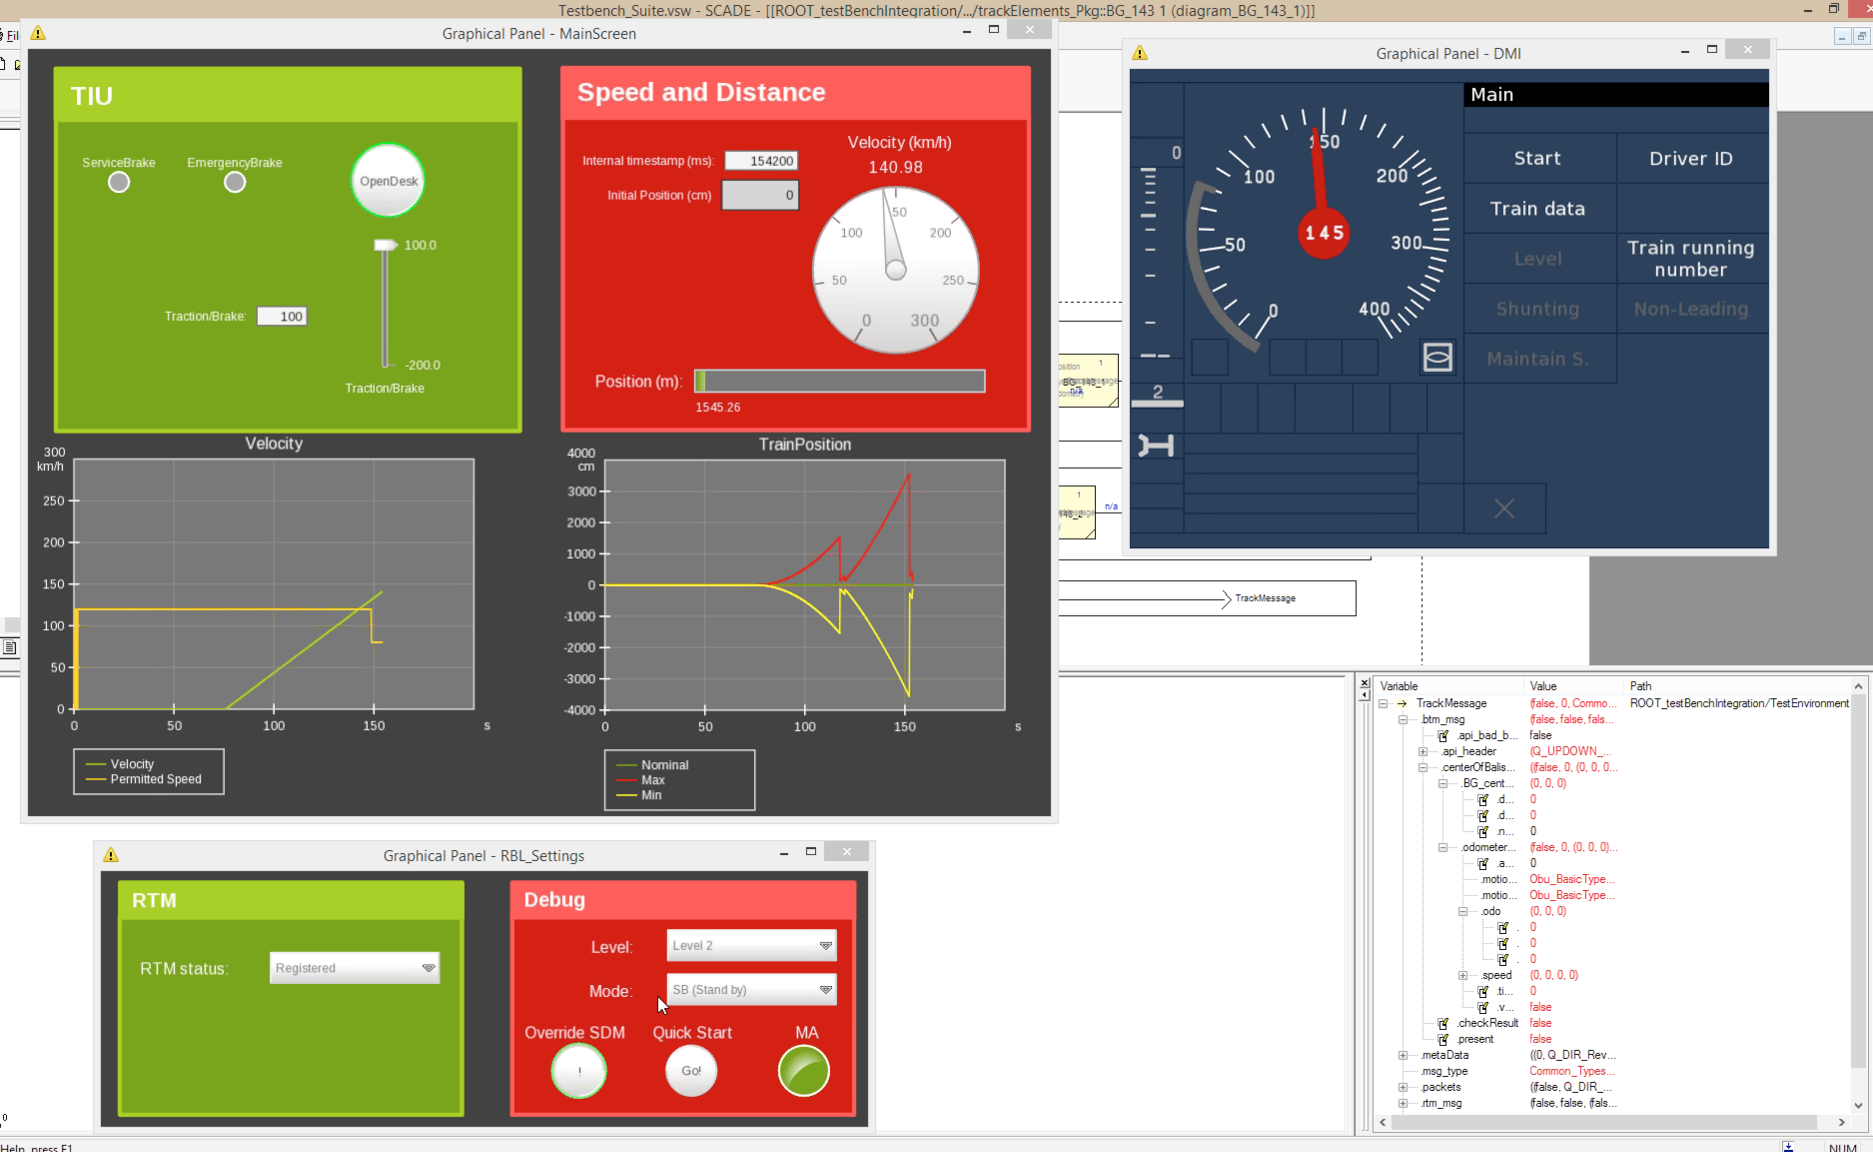 Testbench_Suite.vsw - SCADE - [[ROOT_testBenchIntegration/.../trackElements_Pkg::BG_143 1 (diagram_BG_143_1)]]
Graphical Panel - MainScreen
TIU
ServiceBrake
EmergencyBrake
OpenDesk
100.0
Traction/Brake: 100
-200.0
Traction/Brake
Speed and Distance
Internal timestamp (ms): 154200
Initial Position (cm) 0
Velocity (km/h)
140.98
50
100
200
50
250
0
300
Position (m):
1545.26
Velocity
300
km/h
250
200
150
100
50
0
0 50 100 150 s
Velocity
Permitted Speed
TrainPosition
4000
cm
3000
2000
1000
0
-1000
-2000
-3000
-4000
0 50 100 150 s
Nominal
Max
Min
Graphical Panel - DMI
0
2
150
100
200
50
300
0
400
145
Main
Start
Driver ID
Train data
Level
Train running
number
Shunting
Non-Leading
Maintain S.
1
1
n/a
n/a
TrackMessage
Graphical Panel - RBL_Settings
RTM
RTM status: Registered
Debug
Level: Level 2
Mode: SB (Stand by)
Override SDM
Quick Start
MA
!
Go!
Variable Value Path
TrackMessage (false, 0, Commo... ROOT_testBenchIntegration/TestEnvironment
.btm_msg (false, false, fals...
.api_bad_b... false
.api_header (Q_UPDOWN_...
.centerOfBalis... ((false, 0, (0, 0, 0...
.BG_cent... (0, 0, 0)
.d... 0
.d... 0
.n... 0
.odometer... (false, 0, (0, 0, 0)...
.a... 0
.motio... Obu_BasicType...
.motio... Obu_BasicType...
.odo (0, 0, 0)
. 0
. 0
. 0
.speed (0, 0, 0, 0)
.ti... 0
.v... false
.checkResult false
.present false
.metaData ((0, Q_DIR_Rev...
.msg_type Common_Types...
.packets ((false, Q_DIR_...
.rtm_msg (false, false, (fals...
Help, press F1
NUM